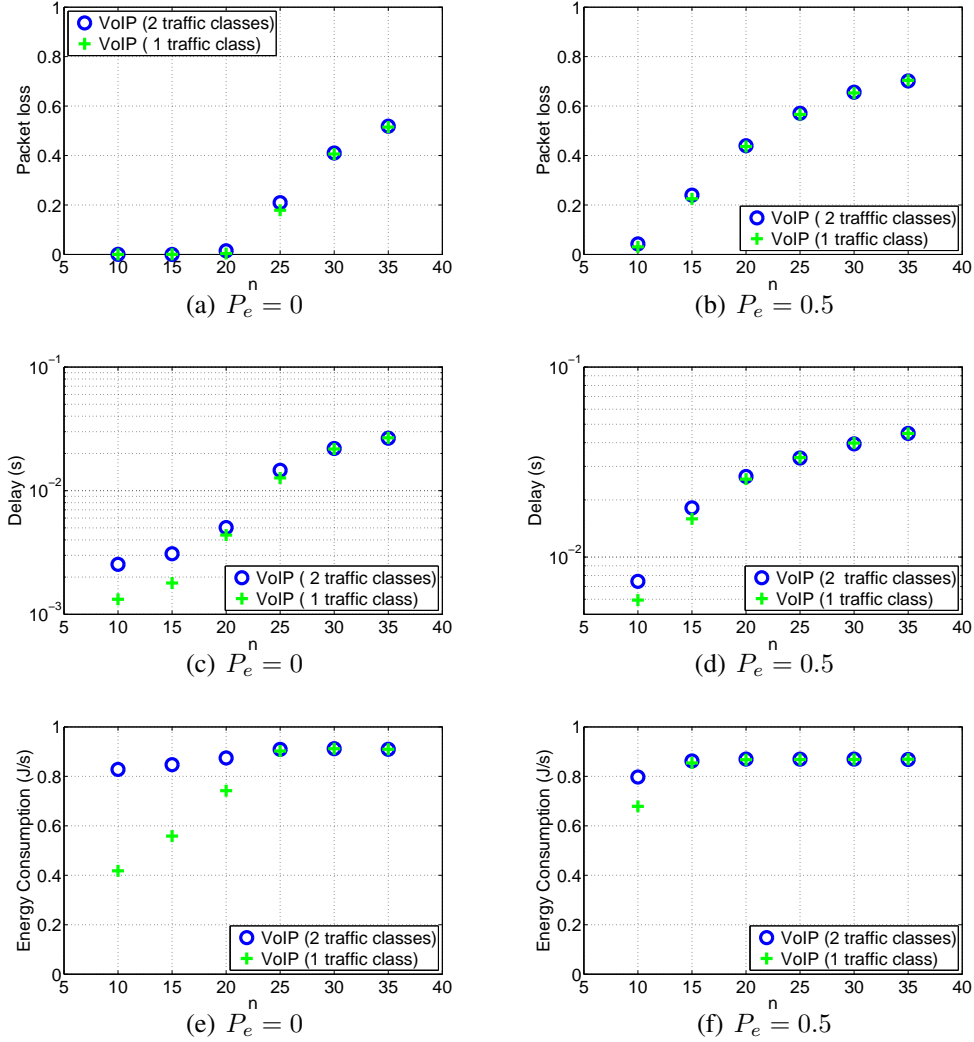 VoIP (2 traffic classes)
VoIP ( 1 traffic class)
Packet loss
1
0.8
0.6
0.4
0.2
0
5 10 15 20 25 30 35 40
n
(a) P_e = 0
Packet loss
1
0.8
0.6
0.4
0.2
0
VoIP ( 2 trafffic classes)
VoIP (1 traffic class)
5 10 15 20 25 30 35 40
n
(b) P_e = 0.5
Delay (s)
10^−1
10^−2
10^−3
VoIP ( 2 traffic classes)
VoIP ( 1 traffic class)
5 10 15 20 25 30 35 40
n
(c) P_e = 0
Delay (s)
10^−1
10^−2
VoIP (2 traffic classes)
VoIP (1 traffic class)
5 10 15 20 25 30 35 40
n
(d) P_e = 0.5
Energy Consumption (J/s)
1
0.8
0.6
0.4
0.2
0
VoIP (2 traffic classes)
VoIP (1 traffic class)
5 10 15 20 25 30 35 40
n
(e) P_e = 0
Energy Consumption (J/s)
1
0.8
0.6
0.4
0.2
0
VoIP (2 traffic classes)
VoIP (1 traffic class)
5 10 15 20 25 30 35 40
n
(f) P_e = 0.5